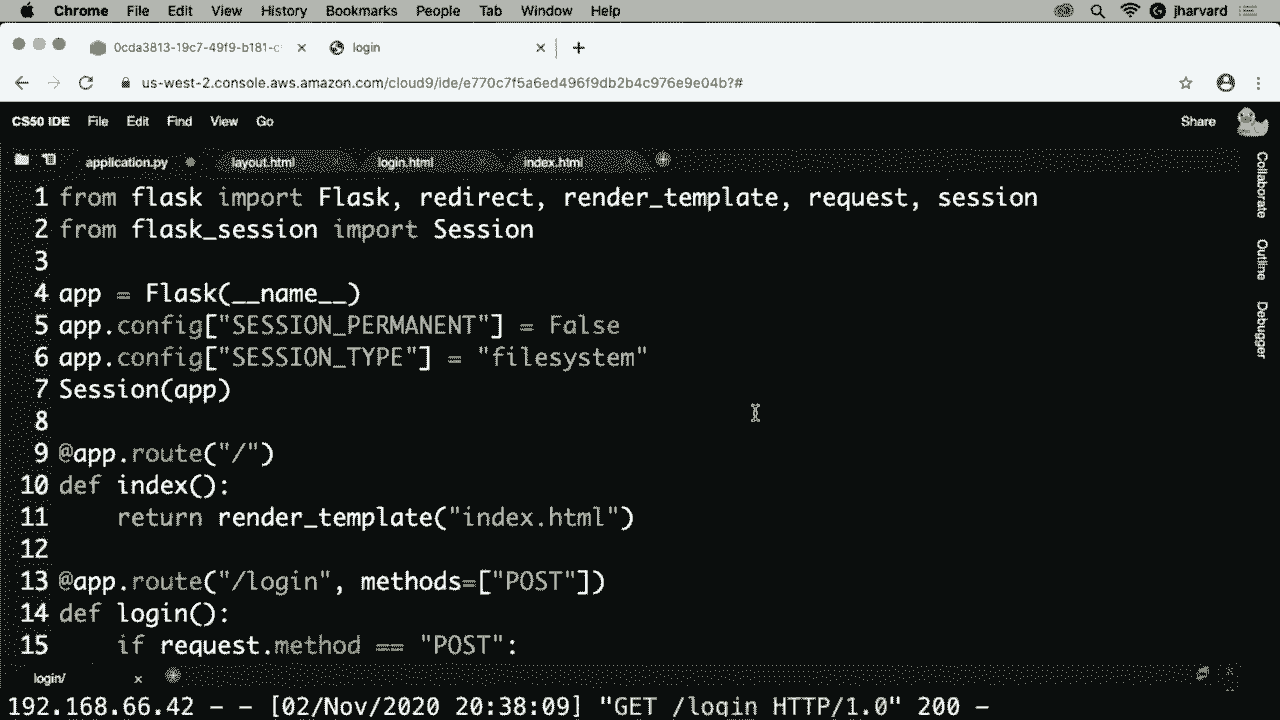 Chrome File Edit View History Bookmarks People Tab Window Help jharvard
0cda3813-19c7-49f9-b181-c login
us-west-2.console.aws.amazon.com/cloud9/ide/e770c7f5a6ed496f9db2b4c976e9e04b?#
CS50 IDE File Edit Find View Go Share
application.py layout.html login.html index.html
Collaborate
Outline
Debugger
1 from flask import Flask, redirect, render_template, request, session
2 from flask_session import Session
3
4 app = Flask(__name__)
5 app.config["SESSION_PERMANENT"] = False
6 app.config["SESSION_TYPE"] = "filesystem"
7 Session(app)
8
9 @app.route("/")
10 def index():
11 return render_template("index.html")
12
13 @app.route("/login", methods=["POST"])
14 def login():
15 if request.method == "POST":
login/
192.168.66.42 - - [02/Nov/2020 20:38:09] "GET /login HTTP/1.0" 200 -